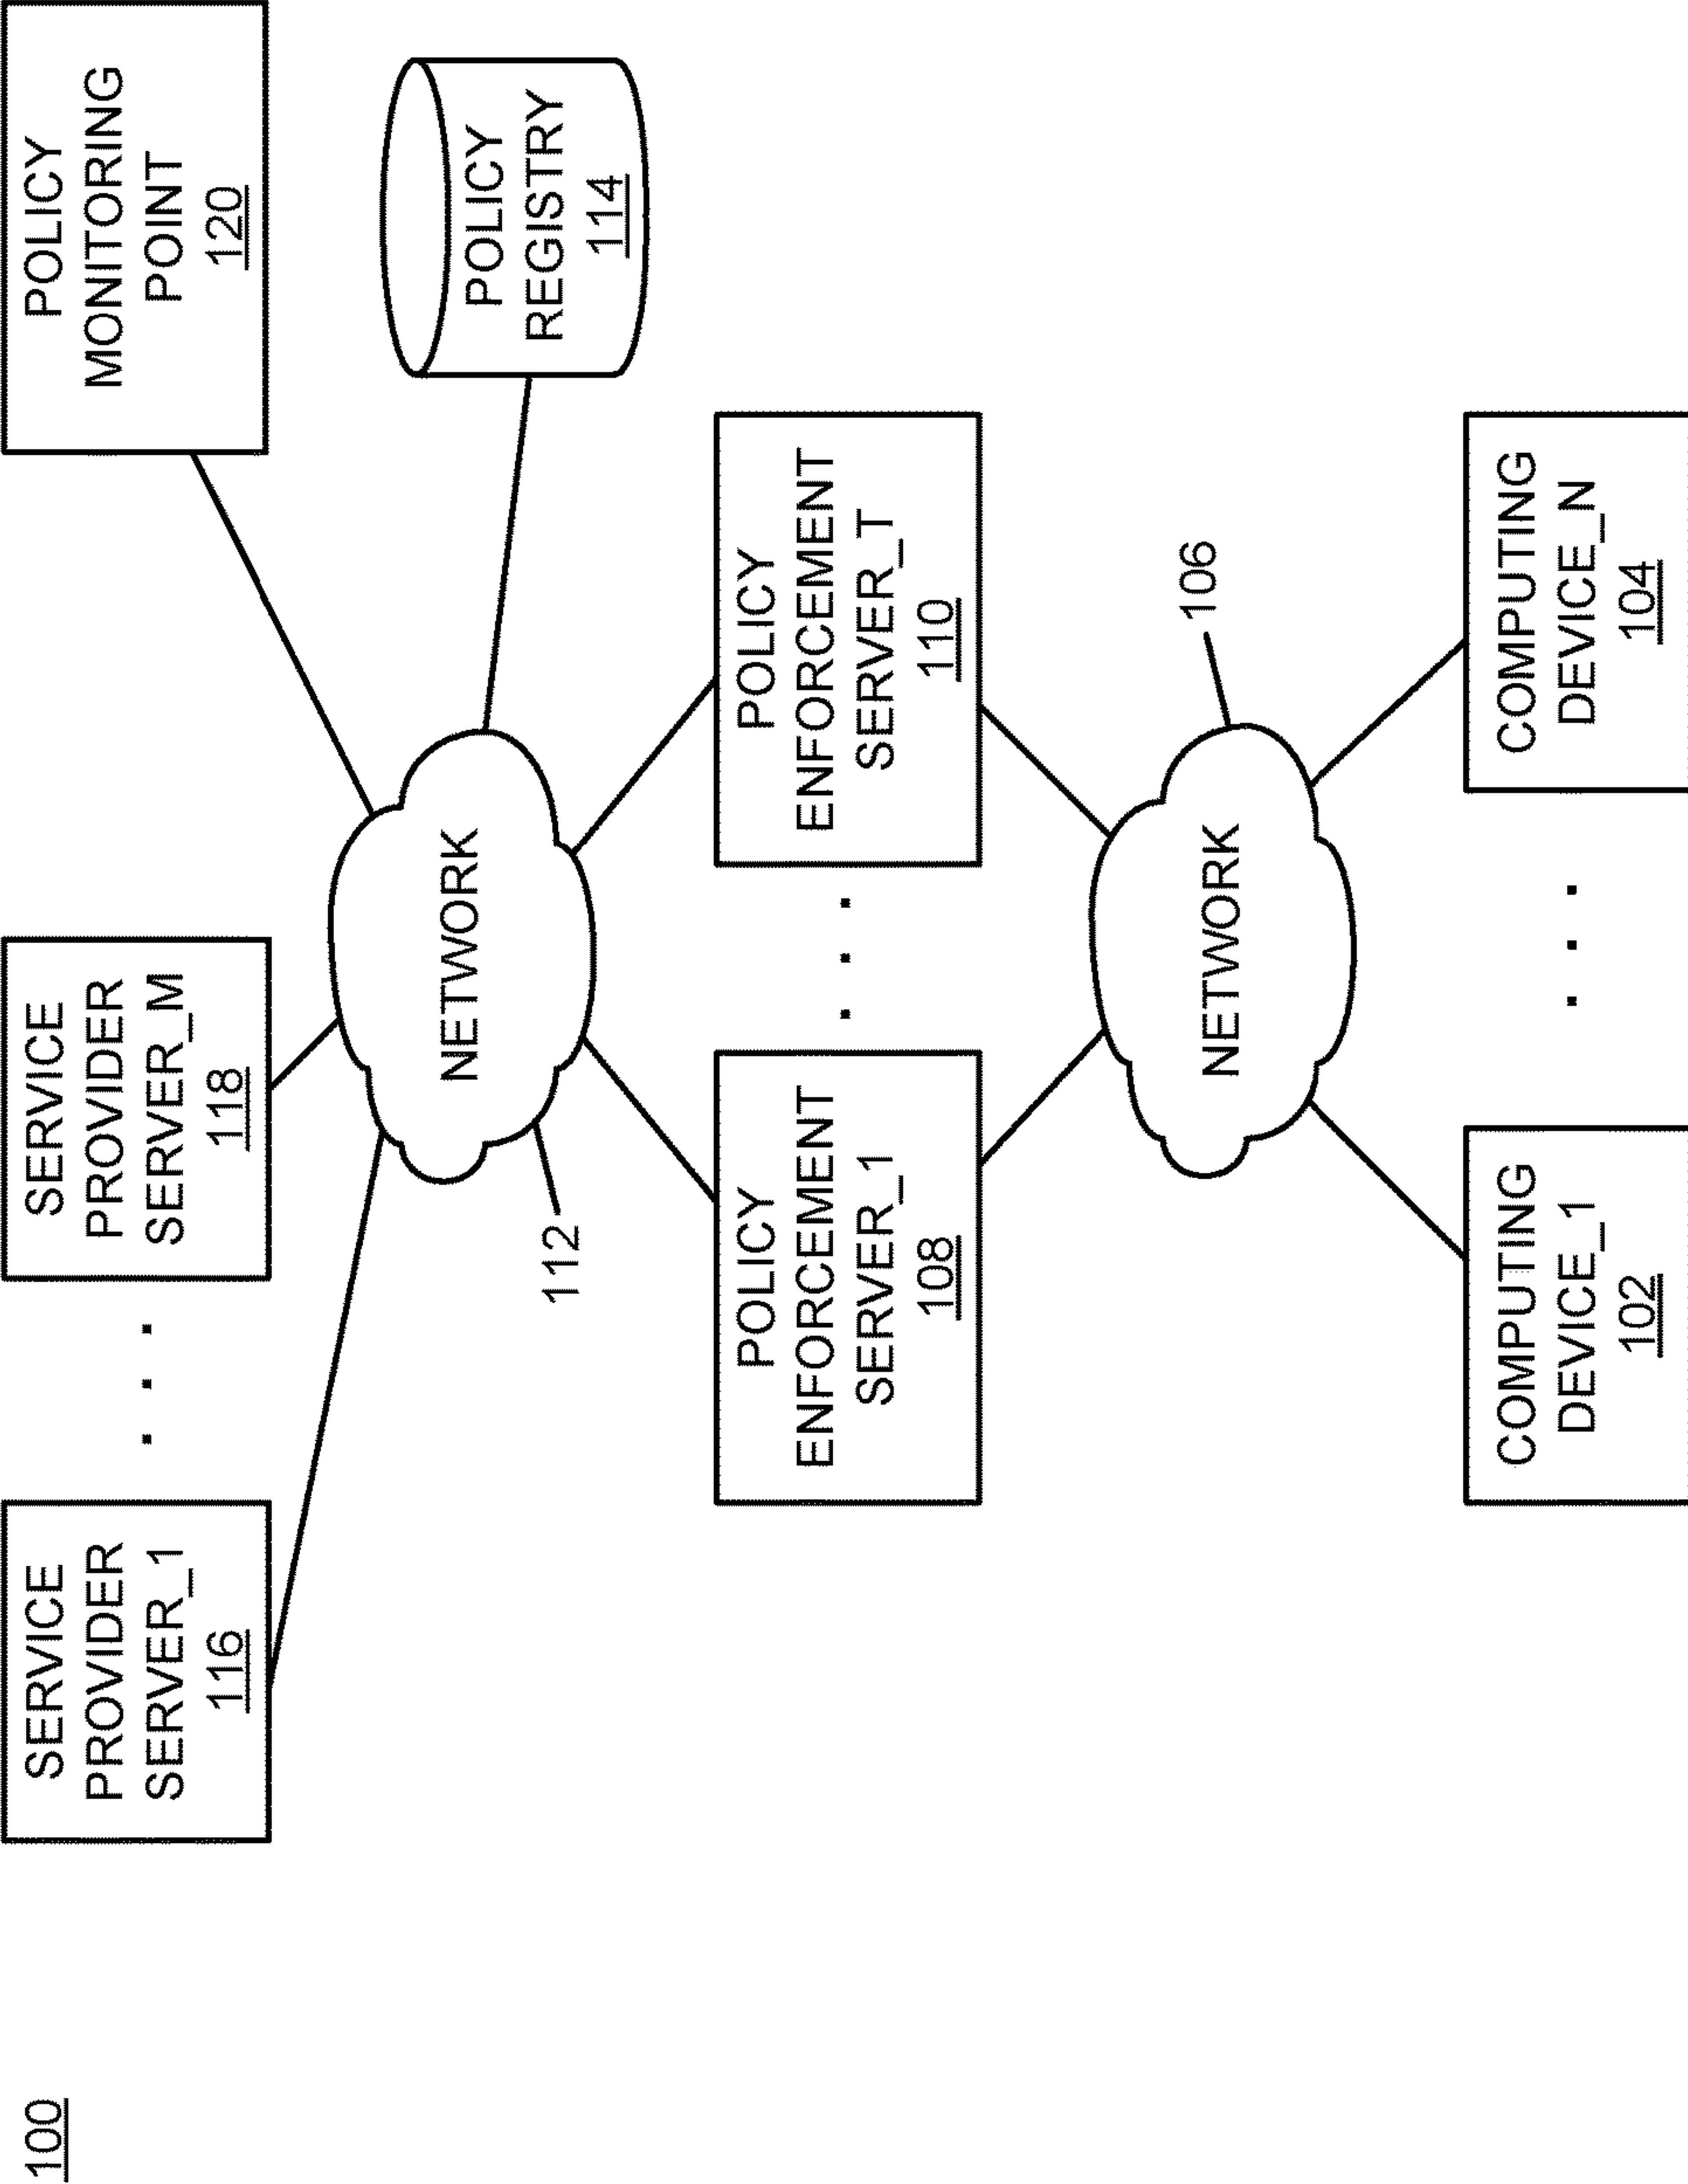 100
SERVICE
PROVIDER
SERVER_1
116
. . .
SERVICE
PROVIDER
SERVER_M
118
POLICY
MONITORING
POINT
120
NETWORK
112
POLICY
REGISTRY
114
POLICY
ENFORCEMENT
SERVER_1
108
. . .
POLICY
ENFORCEMENT
SERVER_T
110
NETWORK
106
COMPUTING
DEVICE_1
102
. . .
COMPUTING
DEVICE_N
104